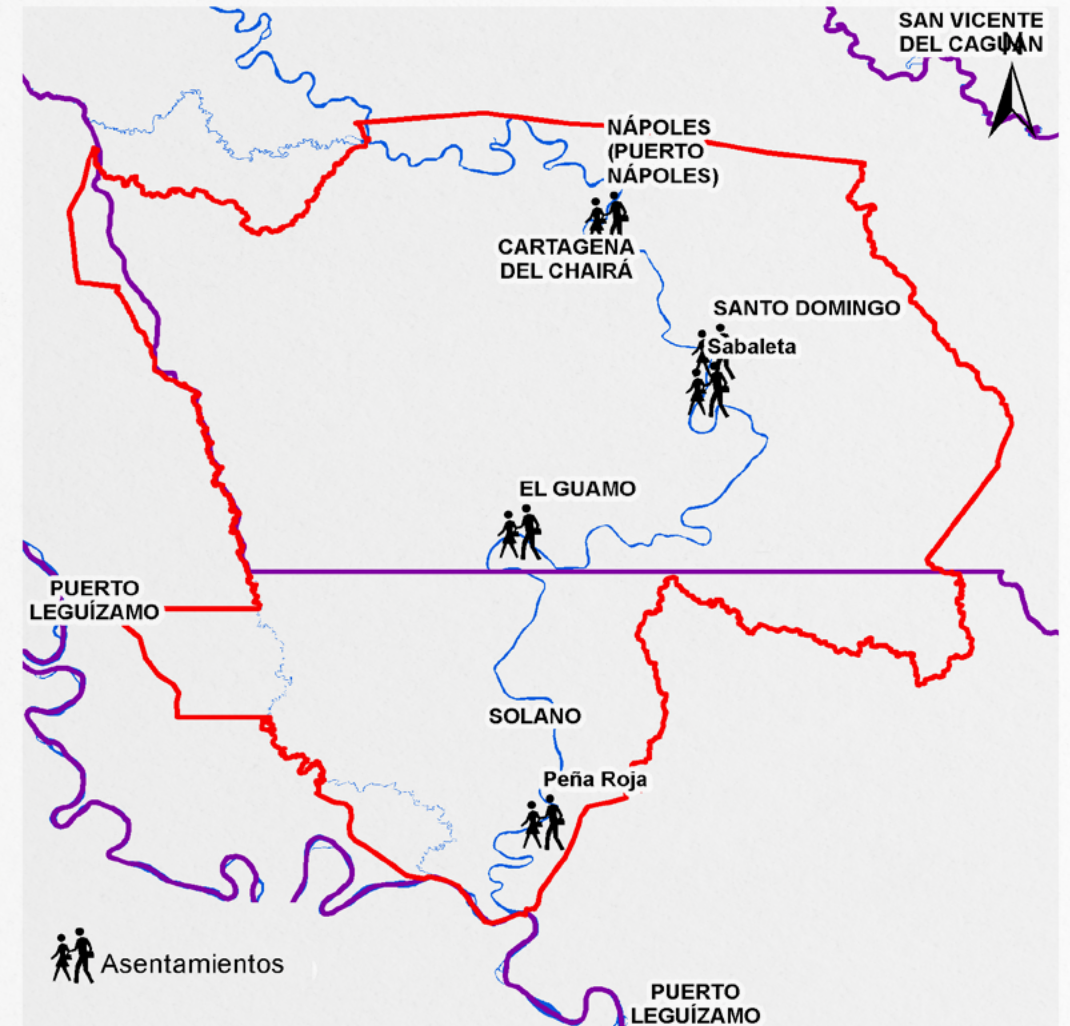 SAN VICENTE
DEL CAGUÁN
N
NÁPOLES
(PUERTO
NÁPOLES)
CARTAGENA
DEL CHAIRÁ
SANTO DOMINGO
Sabaleta
EL GUAMO
PUERTO
LEGUÍZAMO
SOLANO
Peña Roja
Asentamientos
PUERTO
LEGUÍZAMO